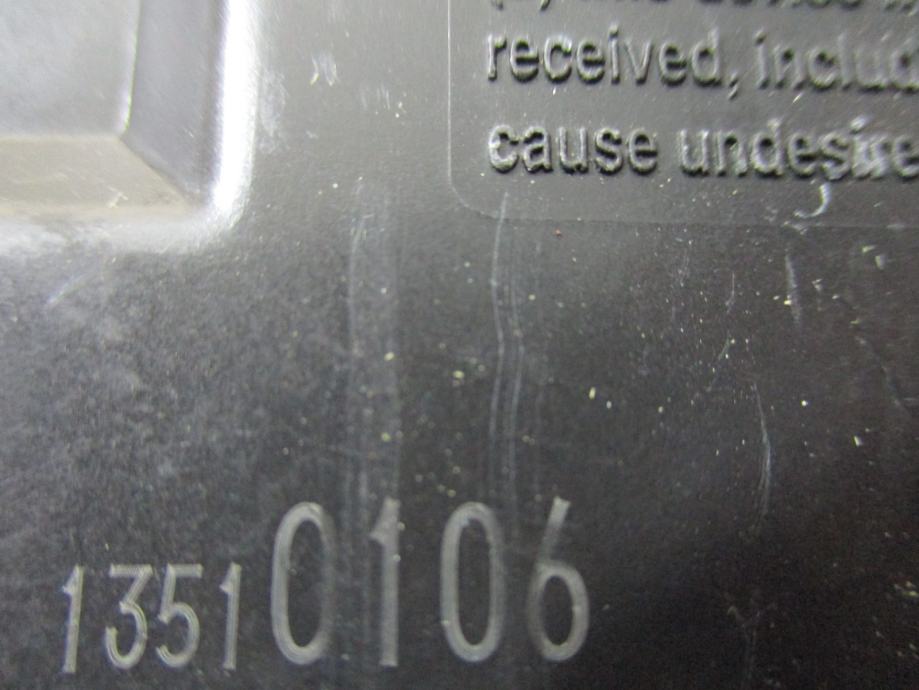 received, includ
cause undesire
13510106